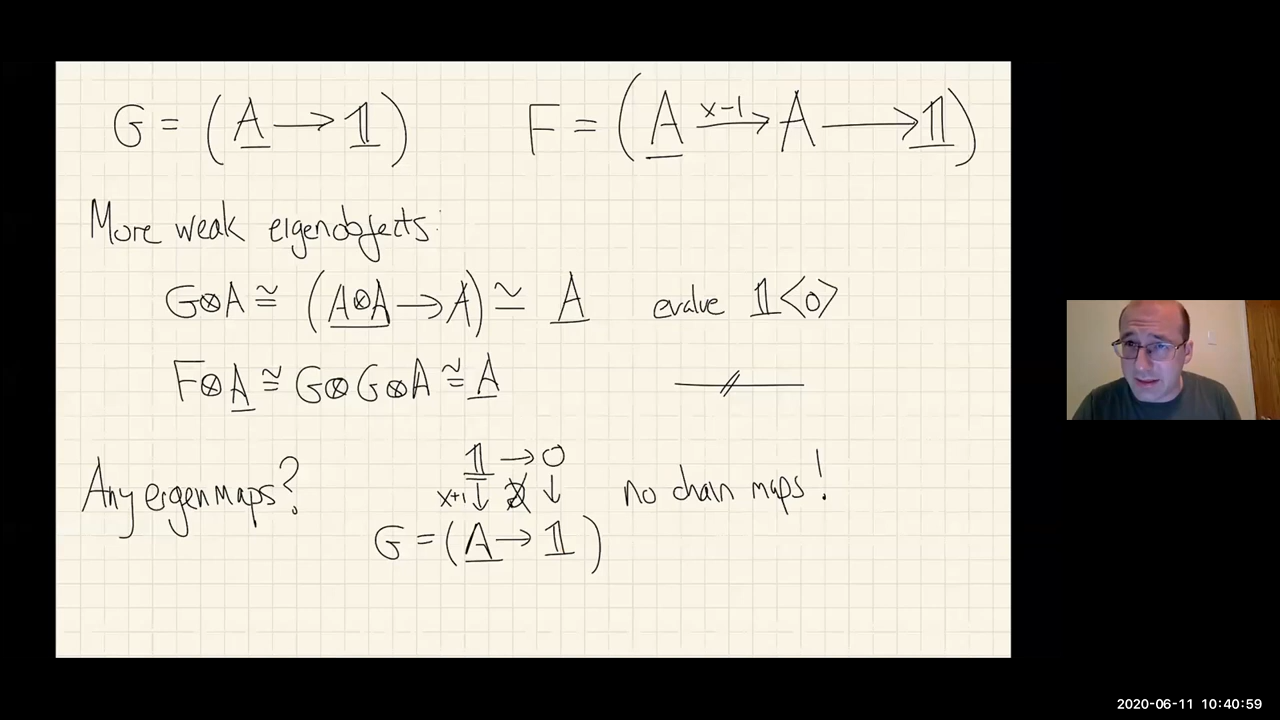 G = (A → 𝟙) F = (A x-1→ A → 𝟙)
More weak eigenobjects:
G⊗A ≅ (A⊗A → A) ≃ A evalue 𝟙<0>
F⊗A ≅ G⊗G⊗A ≃ A —//—
Any eigenmaps? 𝟙 → 0 no chain maps!
x+1 ↓ ↓
G = (A → 𝟙)
2020-06-11 10:40:59